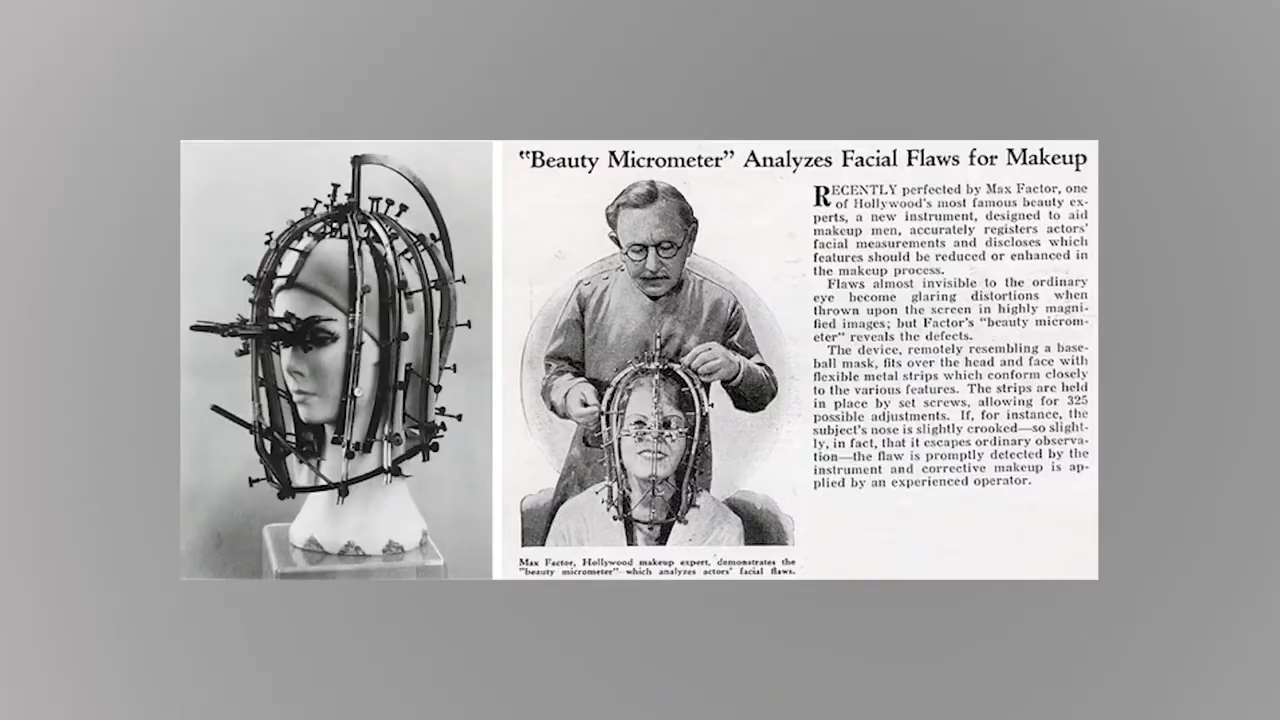 "Beauty Micrometer" Analyzes Facial Flaws for Makeup
RECENTLY perfected by Max Factor, one
of Hollywood's most famous beauty ex-
perts, a new instrument, designed to aid
makeup men, accurately registers actors'
facial measurements and discloses which
features should be reduced or enhanced in
the makeup process.
Flaws almost invisible to the ordinary
eye become glaring distortions when
thrown upon the screen in highly magni-
fied images; but Factor's "beauty microm-
eter" reveals the defects.
The device, remotely resembling a base-
ball mask, fits over the head and face with
flexible metal strips which conform closely
to the various features. The strips are held
in place by set screws, allowing for 325
possible adjustments. If, for instance, the
subject's nose is slightly crooked—so slight-
ly, in fact, that it escapes ordinary observa-
tion—the flaw is promptly detected by the
instrument and corrective makeup is ap-
plied by an experienced operator.
Max Factor, Hollywood makeup expert, demonstrates the
"beauty micrometer" which analyzes actors' facial flaws.